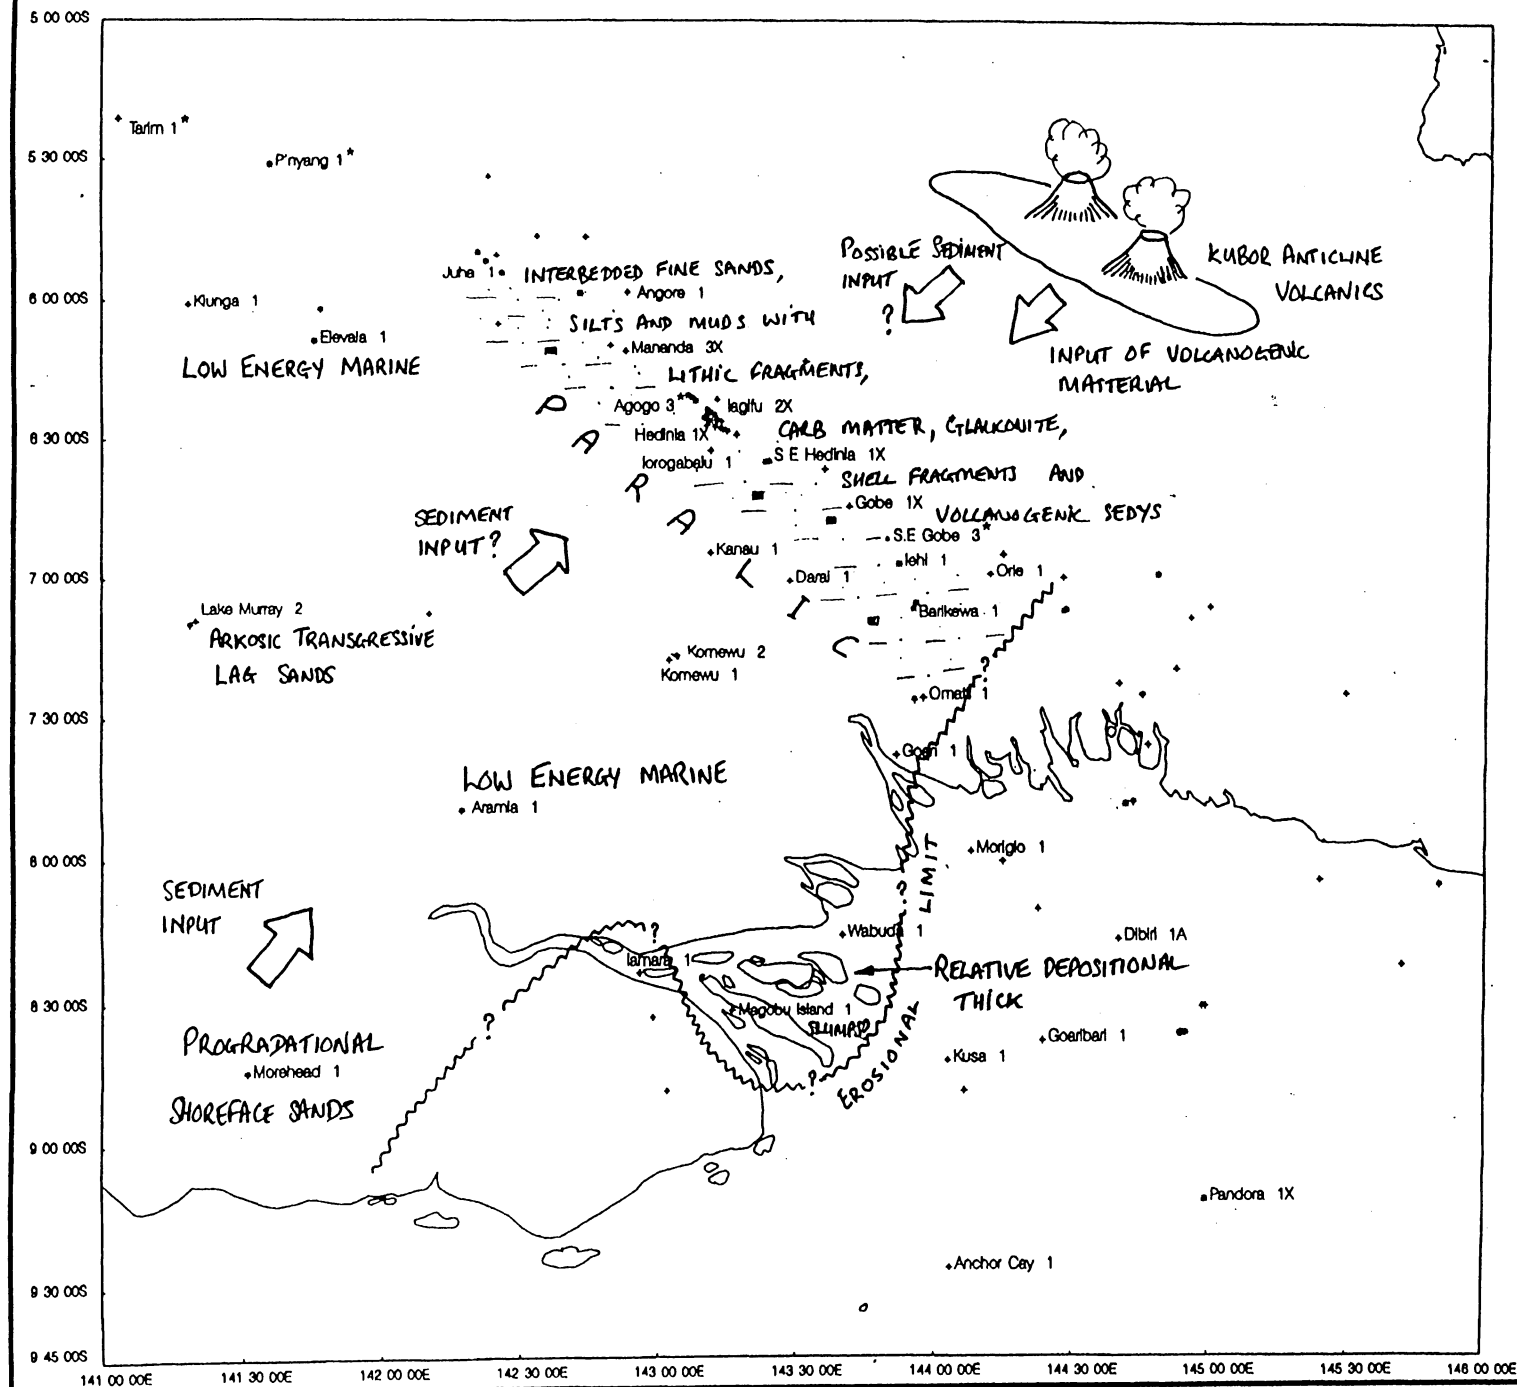 5 00 00S
Tarim 1*
5 30 00S
P'nyang 1*
POSSIBLE SEDIMENT
INPUT
?
KUBOR ANTICLINE
VOLCANICS
Juha 1
INTERBEDDED FINE SANDS,
6 00 00S
Kiunga 1
Angore 1
SILTS AND MUDS WITH
Elevala 1
LOW ENERGY MARINE
Mananda 3X
INPUT OF VOLCANOGENIC
MATTERIAL
LITHIC FRAGMENTS,
PARALIC
Agogo 3*
Iagifu 2X
6 30 00S
Hedinia 1X
CARB MATTER, GLAUCONITE,
Iorogabaiu 1
S E Hedinia 1X
SHELL FRAGMENTS AND
Gobe 1X
VOLCANOGENIC SEDYS
SEDIMENT
INPUT?
S.E Gobe 3*
Kanau 1
Iehi 1
7 00 00S
Darai 1
Orie 1
Lake Murray 2
Barikewa 1
ARKOSIC TRANSGRESSIVE
LAG SANDS
Komewu 2
Komewu 1
?
Omati 1
7 30 00S
Goari 1
LOW ENERGY MARINE
Aramia 1
Morigio 1
8 00 00S
SEDIMENT
INPUT
?
EROSIONAL LIMIT
Wabuda 1
Dibiri 1A
?
Iamara 1
RELATIVE DEPOSITIONAL
THICK
8 30 00S
Magobu Island 1
SLUMPS?
?
PROGRADATIONAL
Goaribari 1
Kusa 1
Morehead 1
?
SHOREFACE SANDS
9 00 00S
Pandora 1X
Anchor Cay 1
9 30 00S
9 45 00S
141 00 00E 141 30 00E 142 00 00E 142 30 00E 143 00 00E 143 30 00E 144 00 00E 144 30 00E 145 00 00E 145 30 00E 146 00 00E